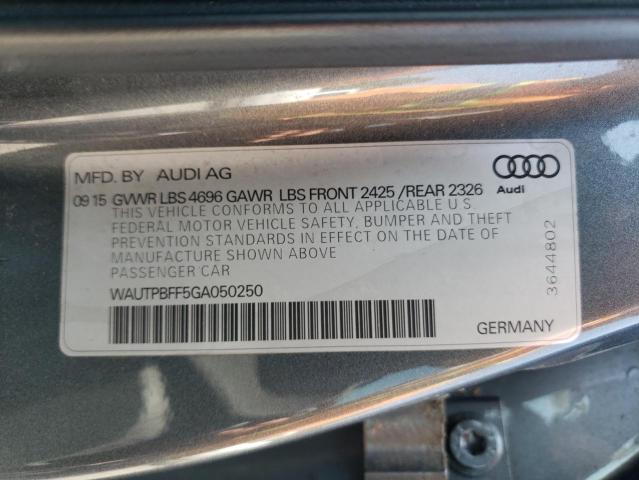 MFD. BY AUDI AG
Audi
09 15 GVWR LBS 4696 GAWR LBS FRONT 2425 /REAR 2326
THIS VEHICLE CONFORMS TO ALL APPLICABLE U S
FEDERAL MOTOR VEHICLE SAFETY, BUMPER AND THEFT
PREVENTION STANDARDS IN EFFECT ON THE DATE OF
MANUFACTURE SHOWN ABOVE
PASSENGER CAR
WAUTPBFF5GA050250
3644802
GERMANY